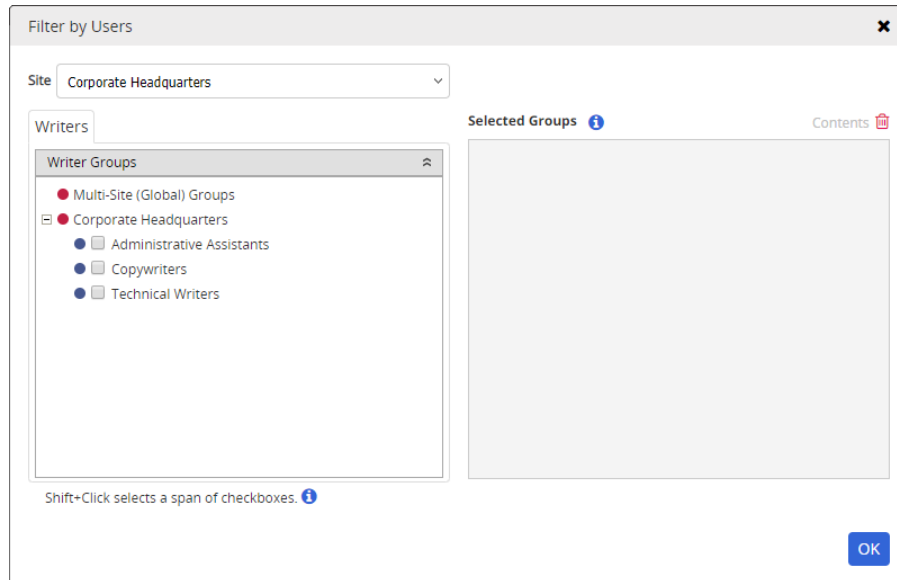 Filter by Users
Site Corporate Headquarters
Writers
Writer Groups
Multi-Site (Global) Groups
Corporate Headquarters
Administrative Assistants
Copywriters
Technical Writers
Shift+Click selects a span of checkboxes.
Selected Groups
Contents
OK